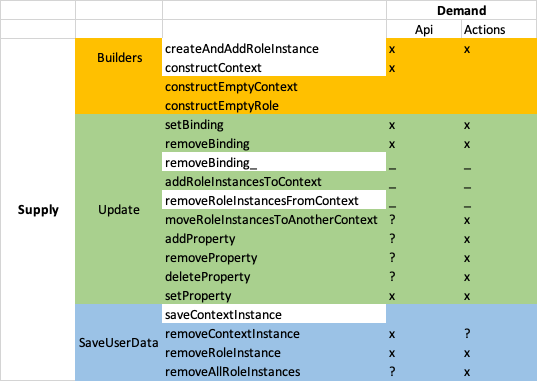 Demand
Api Actions
Builders createAndAddRoleInstance x x
constructContext x
constructEmptyContext
constructEmptyRole
Supply Update setBinding x x
removeBinding x x
removeBinding_ _ _
addRoleInstancesToContext _ _
removeRoleInstancesFromContext _ _
moveRoleInstancesToAnotherContext ? x
addProperty ? x
removeProperty ? x
deleteProperty ? x
setProperty x x
SaveUserData saveContextInstance
removeContextInstance x ?
removeRoleInstance x x
removeAllRoleInstances ? x